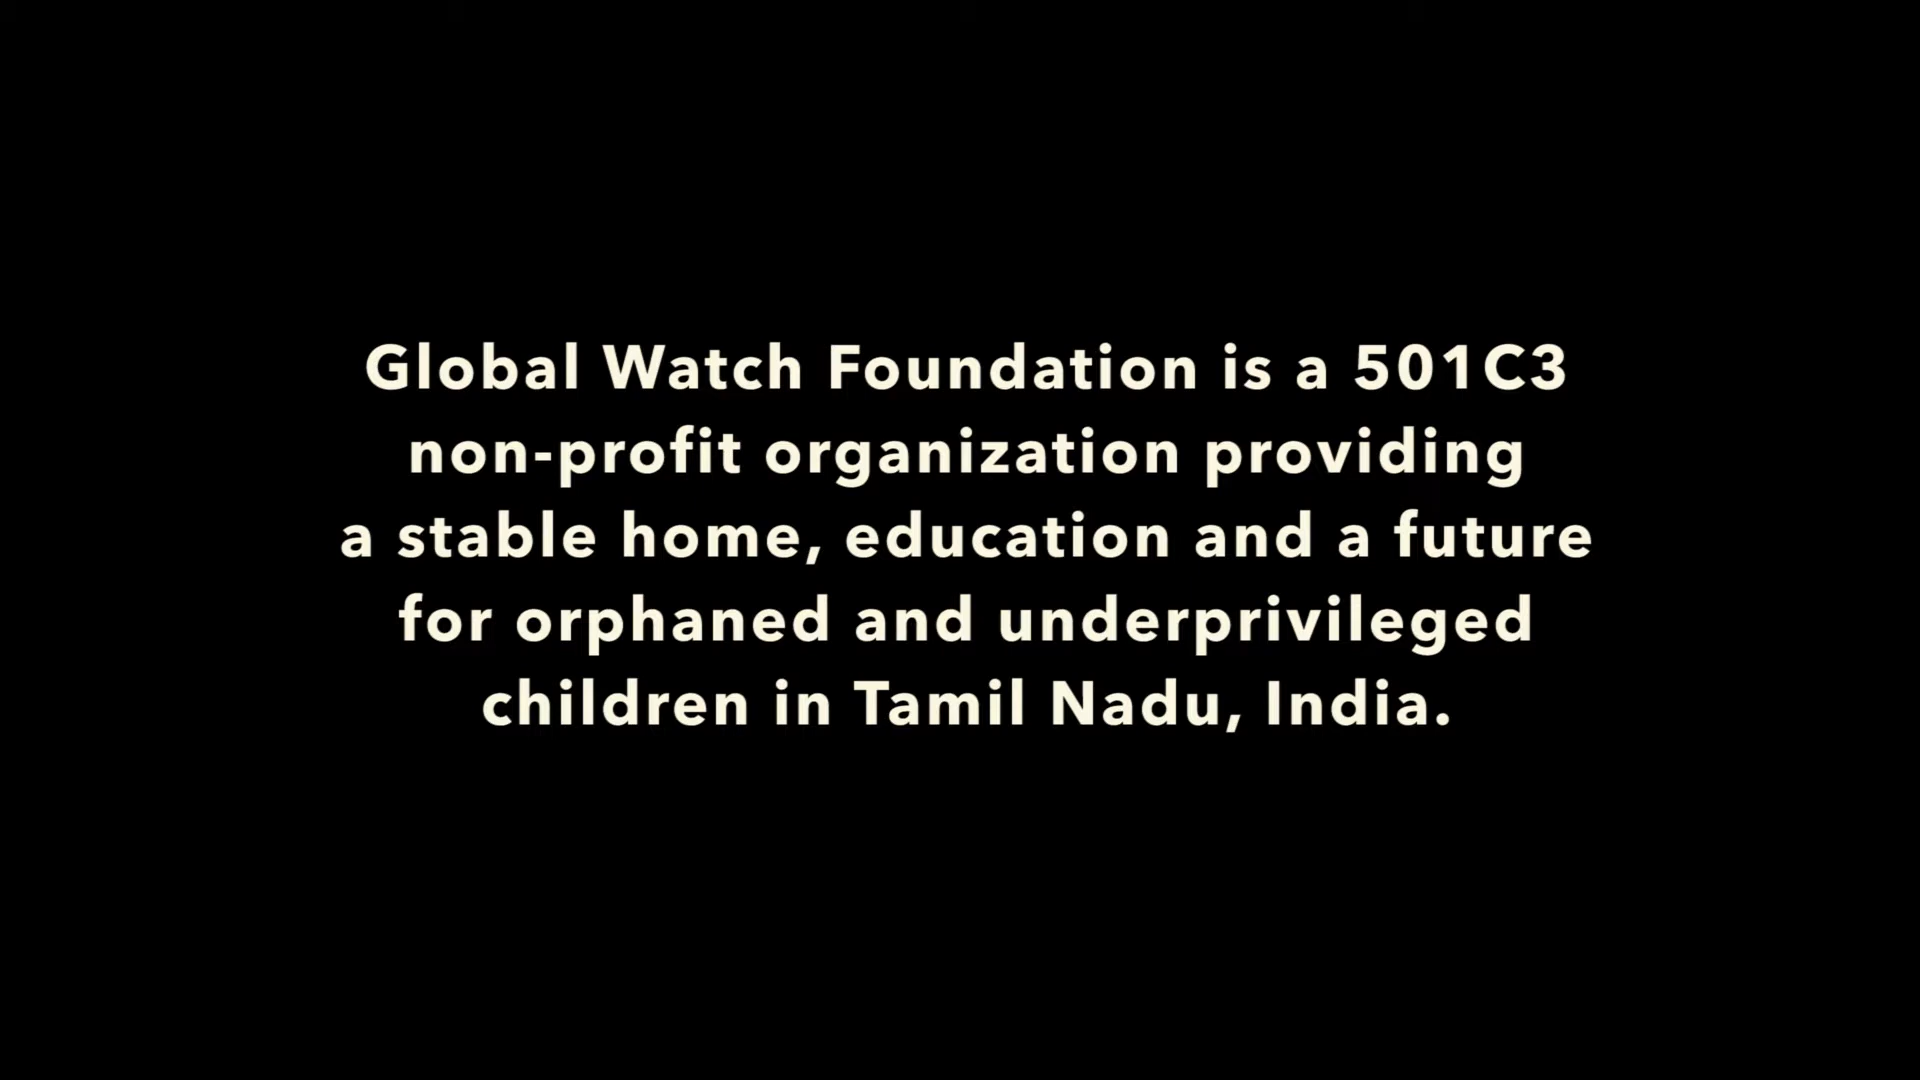 Global Watch Foundation is a 501C3
non-profit organization providing
a stable home, education and a future
for orphaned and underprivileged
children in Tamil Nadu, India.